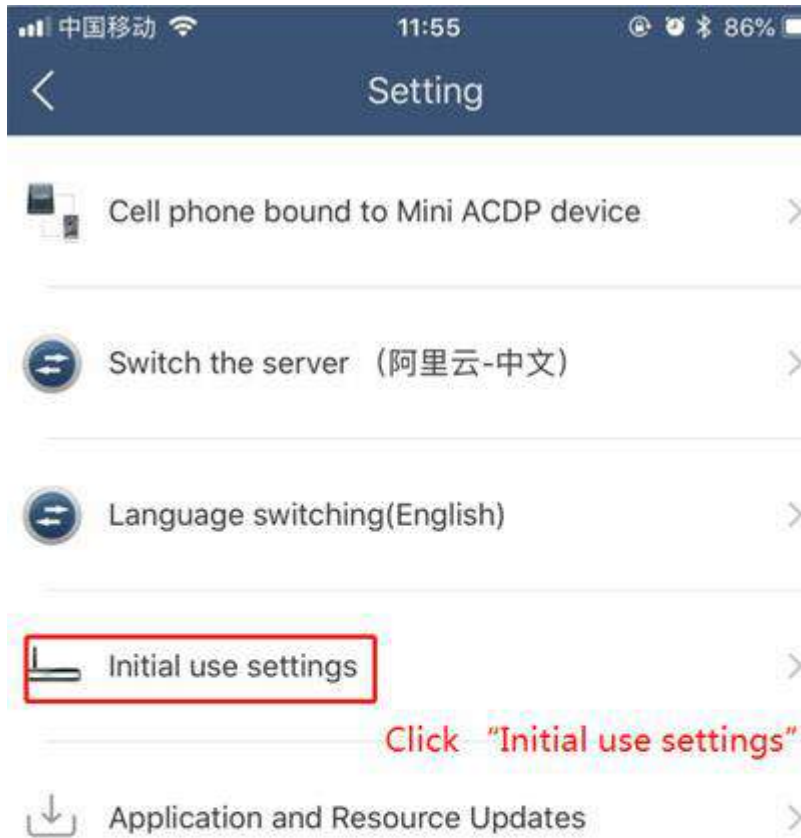 中国移动 11:55 86%
Setting
Cell phone bound to Mini ACDP device
Switch the server （阿里云-中文）
Language switching(English)
Initial use settings
Click “Initial use settings”
Application and Resource Updates